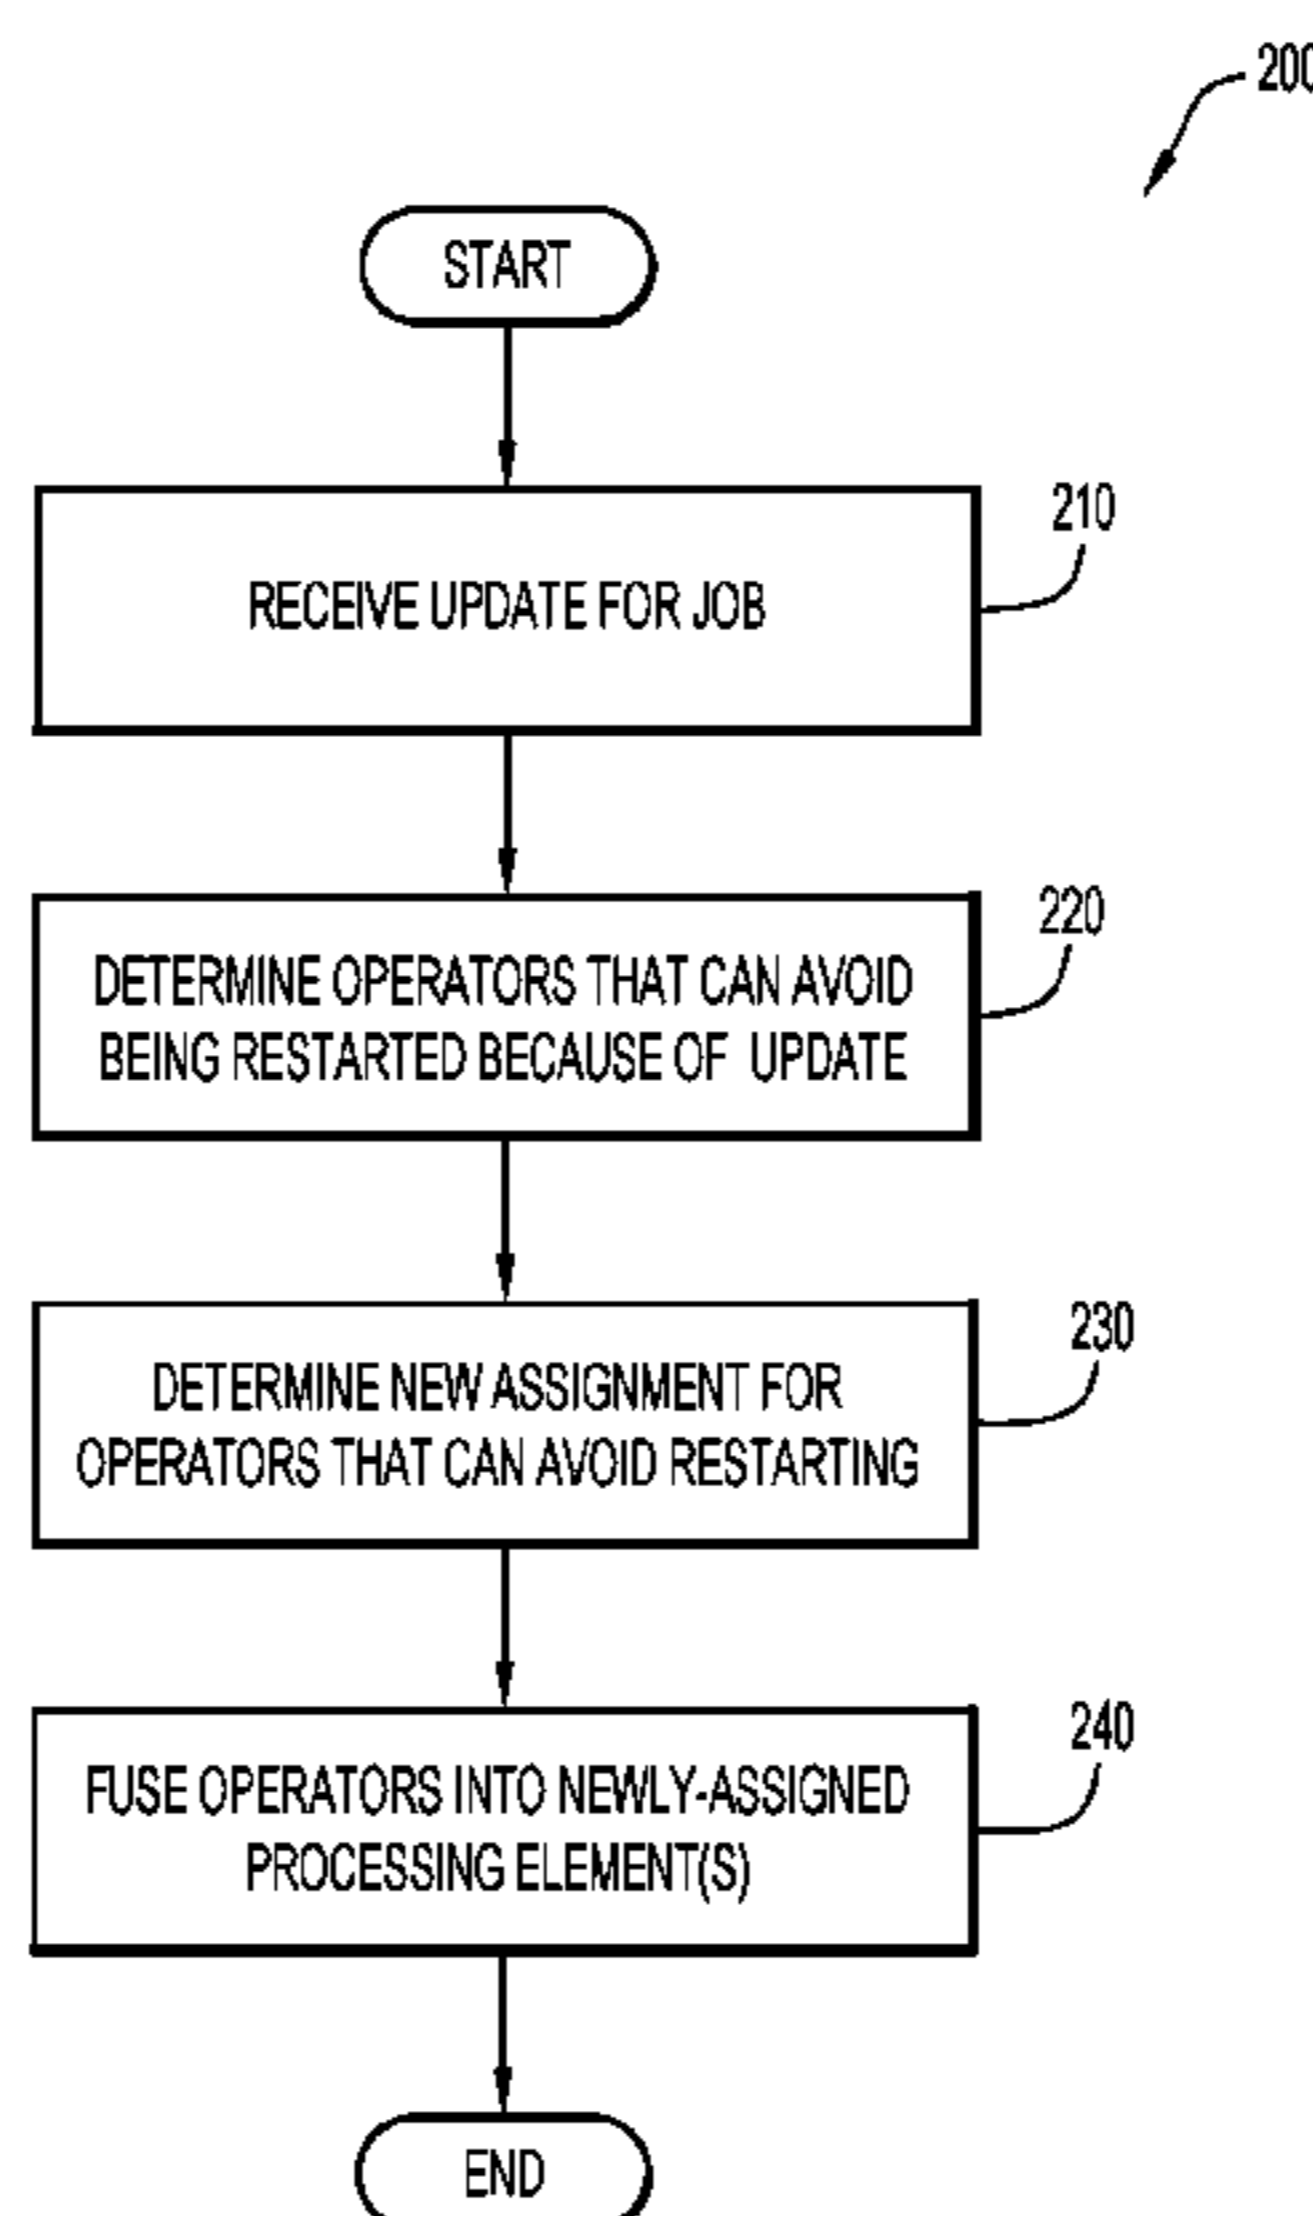 200
START
210
RECEIVE UPDATE FOR JOB
220
DETERMINE OPERATORS THAT CAN AVOID
BEING RESTARTED BECAUSE OF UPDATE
230
DETERMINE NEW ASSIGNMENT FOR
OPERATORS THAT CAN AVOID RESTARTING
240
FUSE OPERATORS INTO NEWLY-ASSIGNED
PROCESSING ELEMENT(S)
END